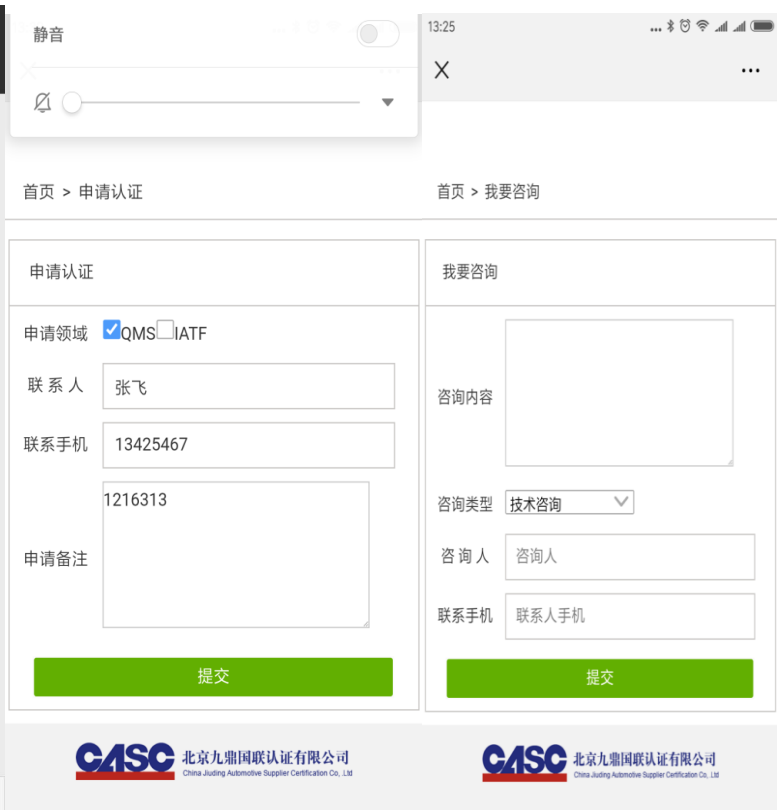 静音
首页 > 申请认证
申请认证
申请领域 QMS IATF
联系人 张飞
联系手机 13425467
申请备注 1216313
提交
CASC 北京九鼎国联认证有限公司
China Jiuding Automotive Supplier Certification Co., Ltd
13:25
X
首页 > 我要咨询
我要咨询
咨询内容
咨询类型 技术咨询
咨询人 咨询人
联系手机 联系人手机
提交
CASC 北京九鼎国联认证有限公司
China Jiuding Automotive Supplier Certification Co., Ltd